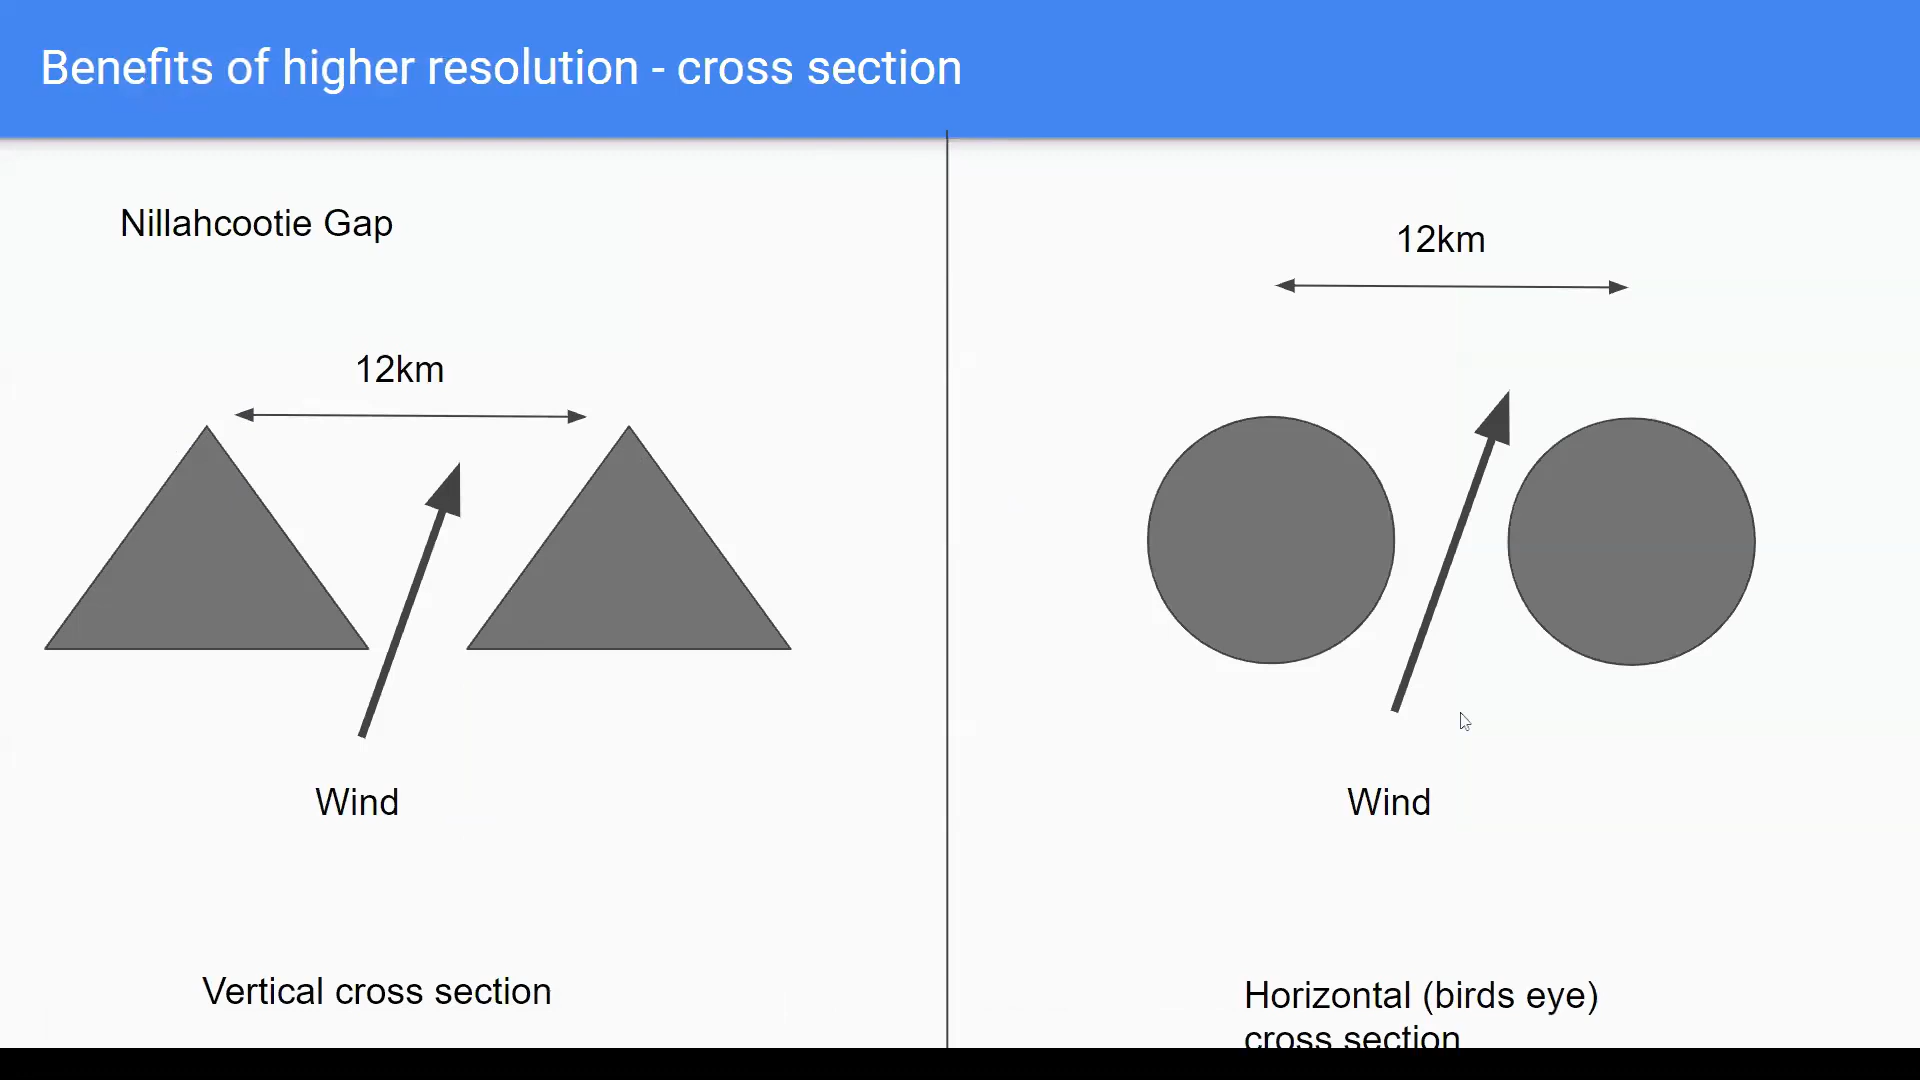 Benefits of higher resolution - cross section
Nillahcootie Gap
12km
Wind
Vertical cross section
12km
Wind
Horizontal (birds eye)
cross section